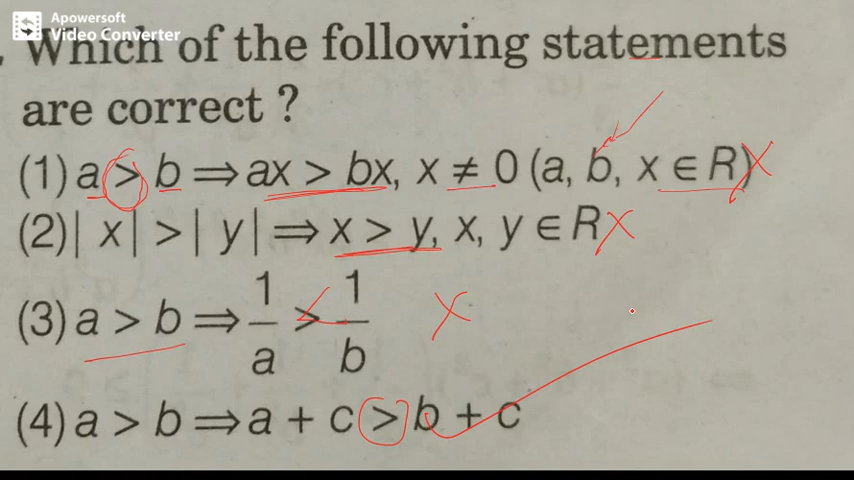 Apowersoft
Video Converter
. Which of the following statements
are correct ?
(1) a > b ⇒ ax > bx, x ≠ 0 (a, b, x ∈ R)
(2) | x| >| y| ⇒ x > y, x, y ∈ R
(3) a > b ⇒ 1/a > 1/b
(4) a > b ⇒ a + c > b + c